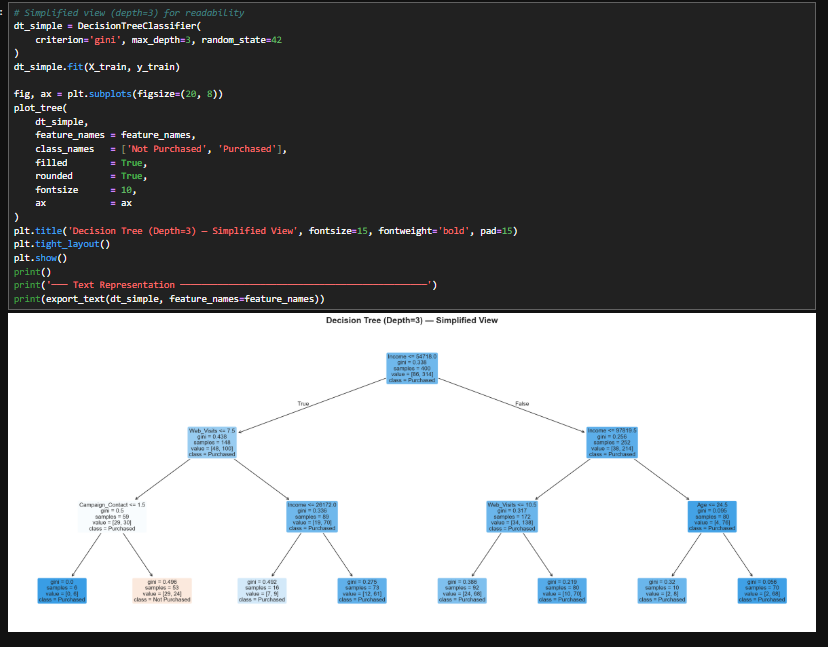 # Simplified view (depth=3) for readability
dt_simple = DecisionTreeClassifier(
criterion='gini', max_depth=3, random_state=42
)
dt_simple.fit(X_train, y_train)
fig, ax = plt.subplots(figsize=(20, 8))
plot_tree(
dt_simple,
feature_names = feature_names,
class_names = ['Not Purchased', 'Purchased'],
filled = True,
rounded = True,
fontsize = 10,
ax = ax
)
plt.title('Decision Tree (Depth=3) — Simplified View', fontsize=15, fontweight='bold', pad=15)
plt.tight_layout()
plt.show()
print()
print('── Text Representation ──────────────────────────────────────────')
print(export_text(dt_simple, feature_names=feature_names))
Decision Tree (Depth=3) — Simplified View
Income <= 54718.0
gini = 0.338
samples = 400
value = [86, 314]
class = Purchased
True
False
Web_Visits <= 7.5
gini = 0.438
samples = 148
value = [48, 100]
class = Purchased
Income <=
gini = 0.256
samples = 252
value = [38, 214]
class = Purchased
Campaign_Contact <= 1.5
gini = 0.5
samples = 59
value = [29, 30]
class = Purchased
Income <= 26172.0
gini = 0.336
samples = 89
value = [19, 70]
class = Purchased
Web_Visits <= 10.5
gini = 0.317
samples = 172
value = [34, 138]
class = Purchased
Age <=
gini = 0.095
samples = 80
value = [4, 76]
class = Purchased
gini = 0.0
samples = 6
value = [0, 6]
class = Purchased
gini = 0.496
samples = 53
value = [29, 24]
class = Not Purchased
gini = 0.492
samples = 16
value = [7, 9]
class = Purchased
gini = 0.275
samples = 73
value = [12, 61]
class = Purchased
gini = 0.386
samples = 92
value = [24, 68]
class = Purchased
gini = 0.219
samples = 80
value = [10, 70]
class = Purchased
gini = 0.32
samples = 10
value = [2, 8]
class = Purchased
gini = 0.056
samples = 70
value = [2, 68]
class = Purchased